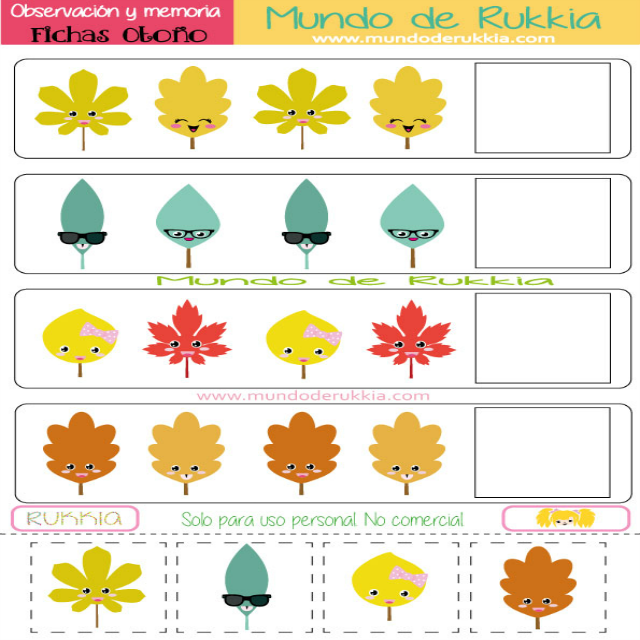 Observación y memoria
Fichas Otoño
Mundo de Rukkia
www.mundoderukkia.com
Mundo de Rukkia
www.mundoderukkia.com
RUKKIA
Solo para uso personal. No comercial.